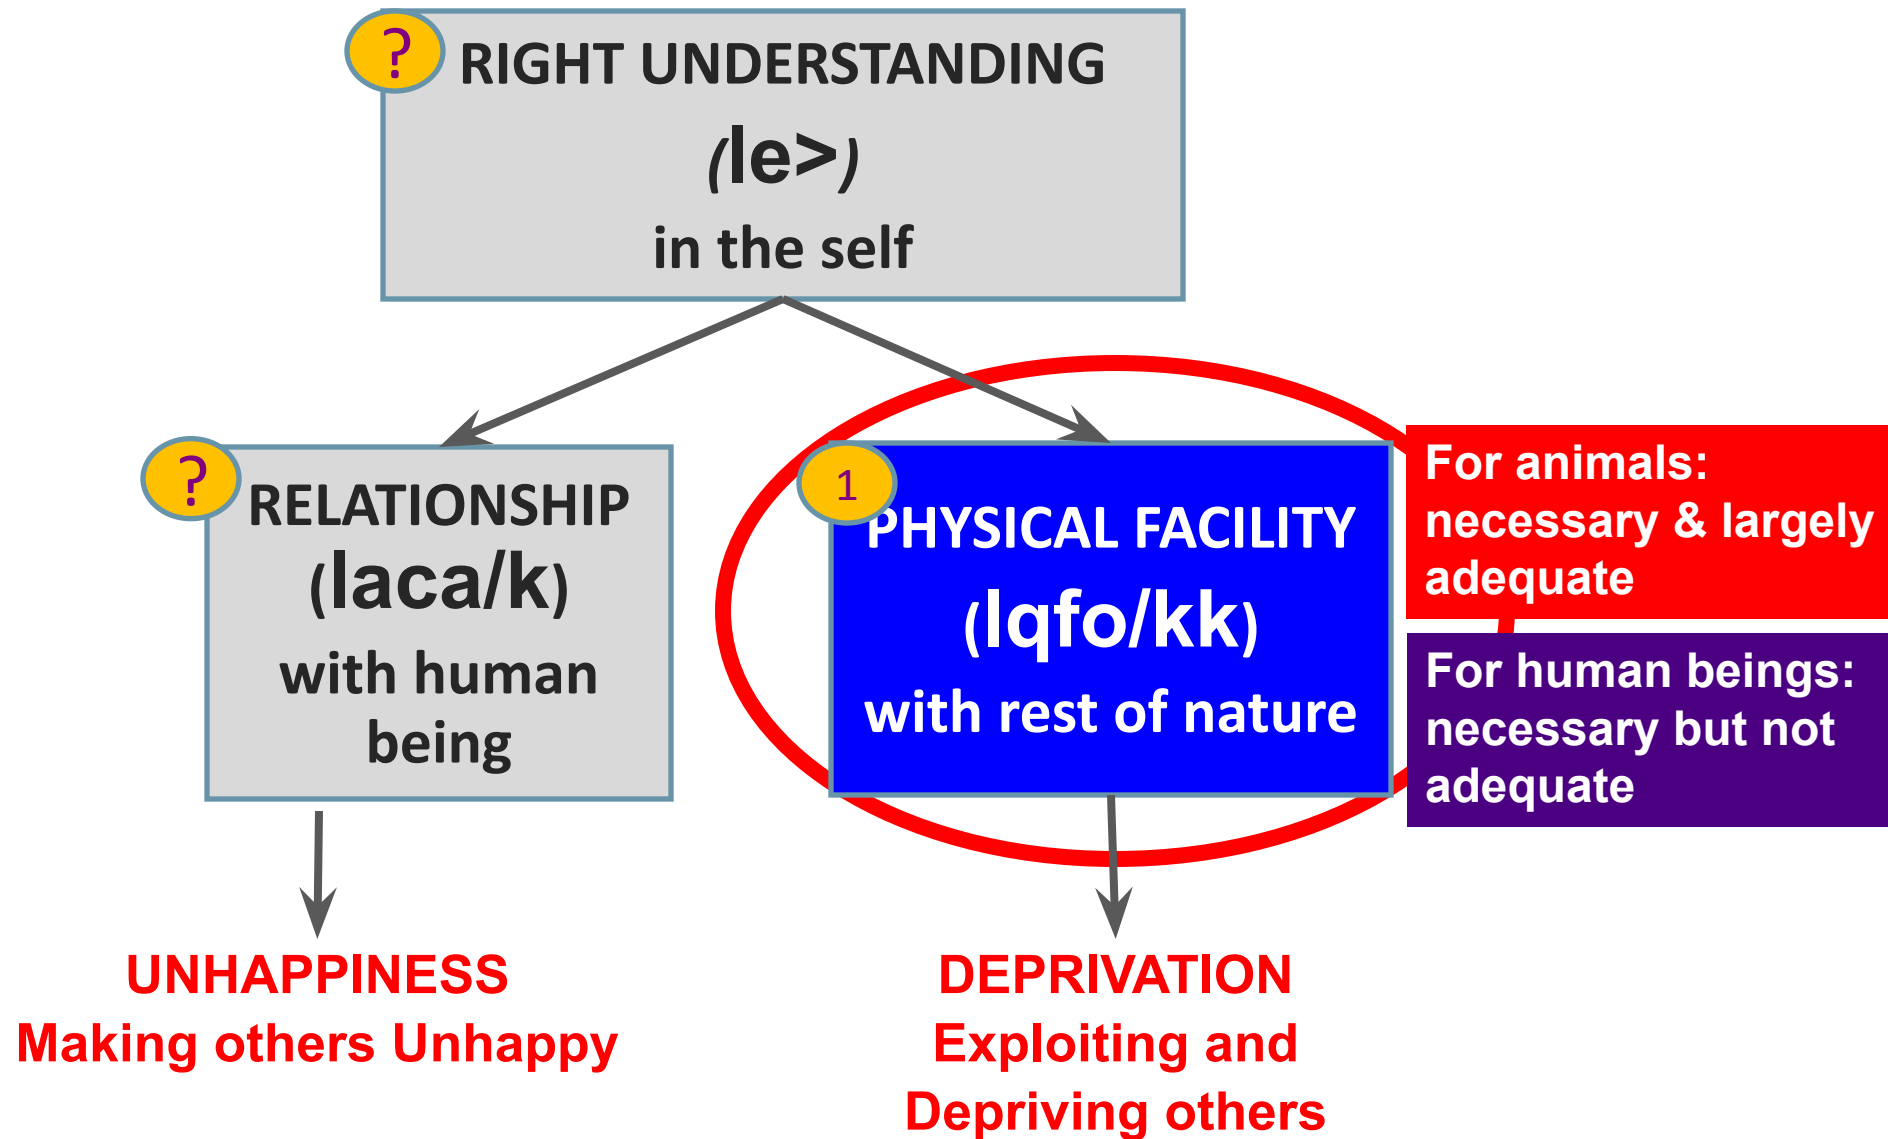 ?
RIGHT UNDERSTANDING
(le>)
in the self
?
RELATIONSHIP
(laca/k)
with human
being
1
PHYSICAL FACILITY
(lqfo/kk)
with rest of nature
For animals:
necessary & largely
adequate
For human beings:
necessary but not
adequate
UNHAPPINESS
Making others Unhappy
DEPRIVATION
Exploiting and
Depriving others